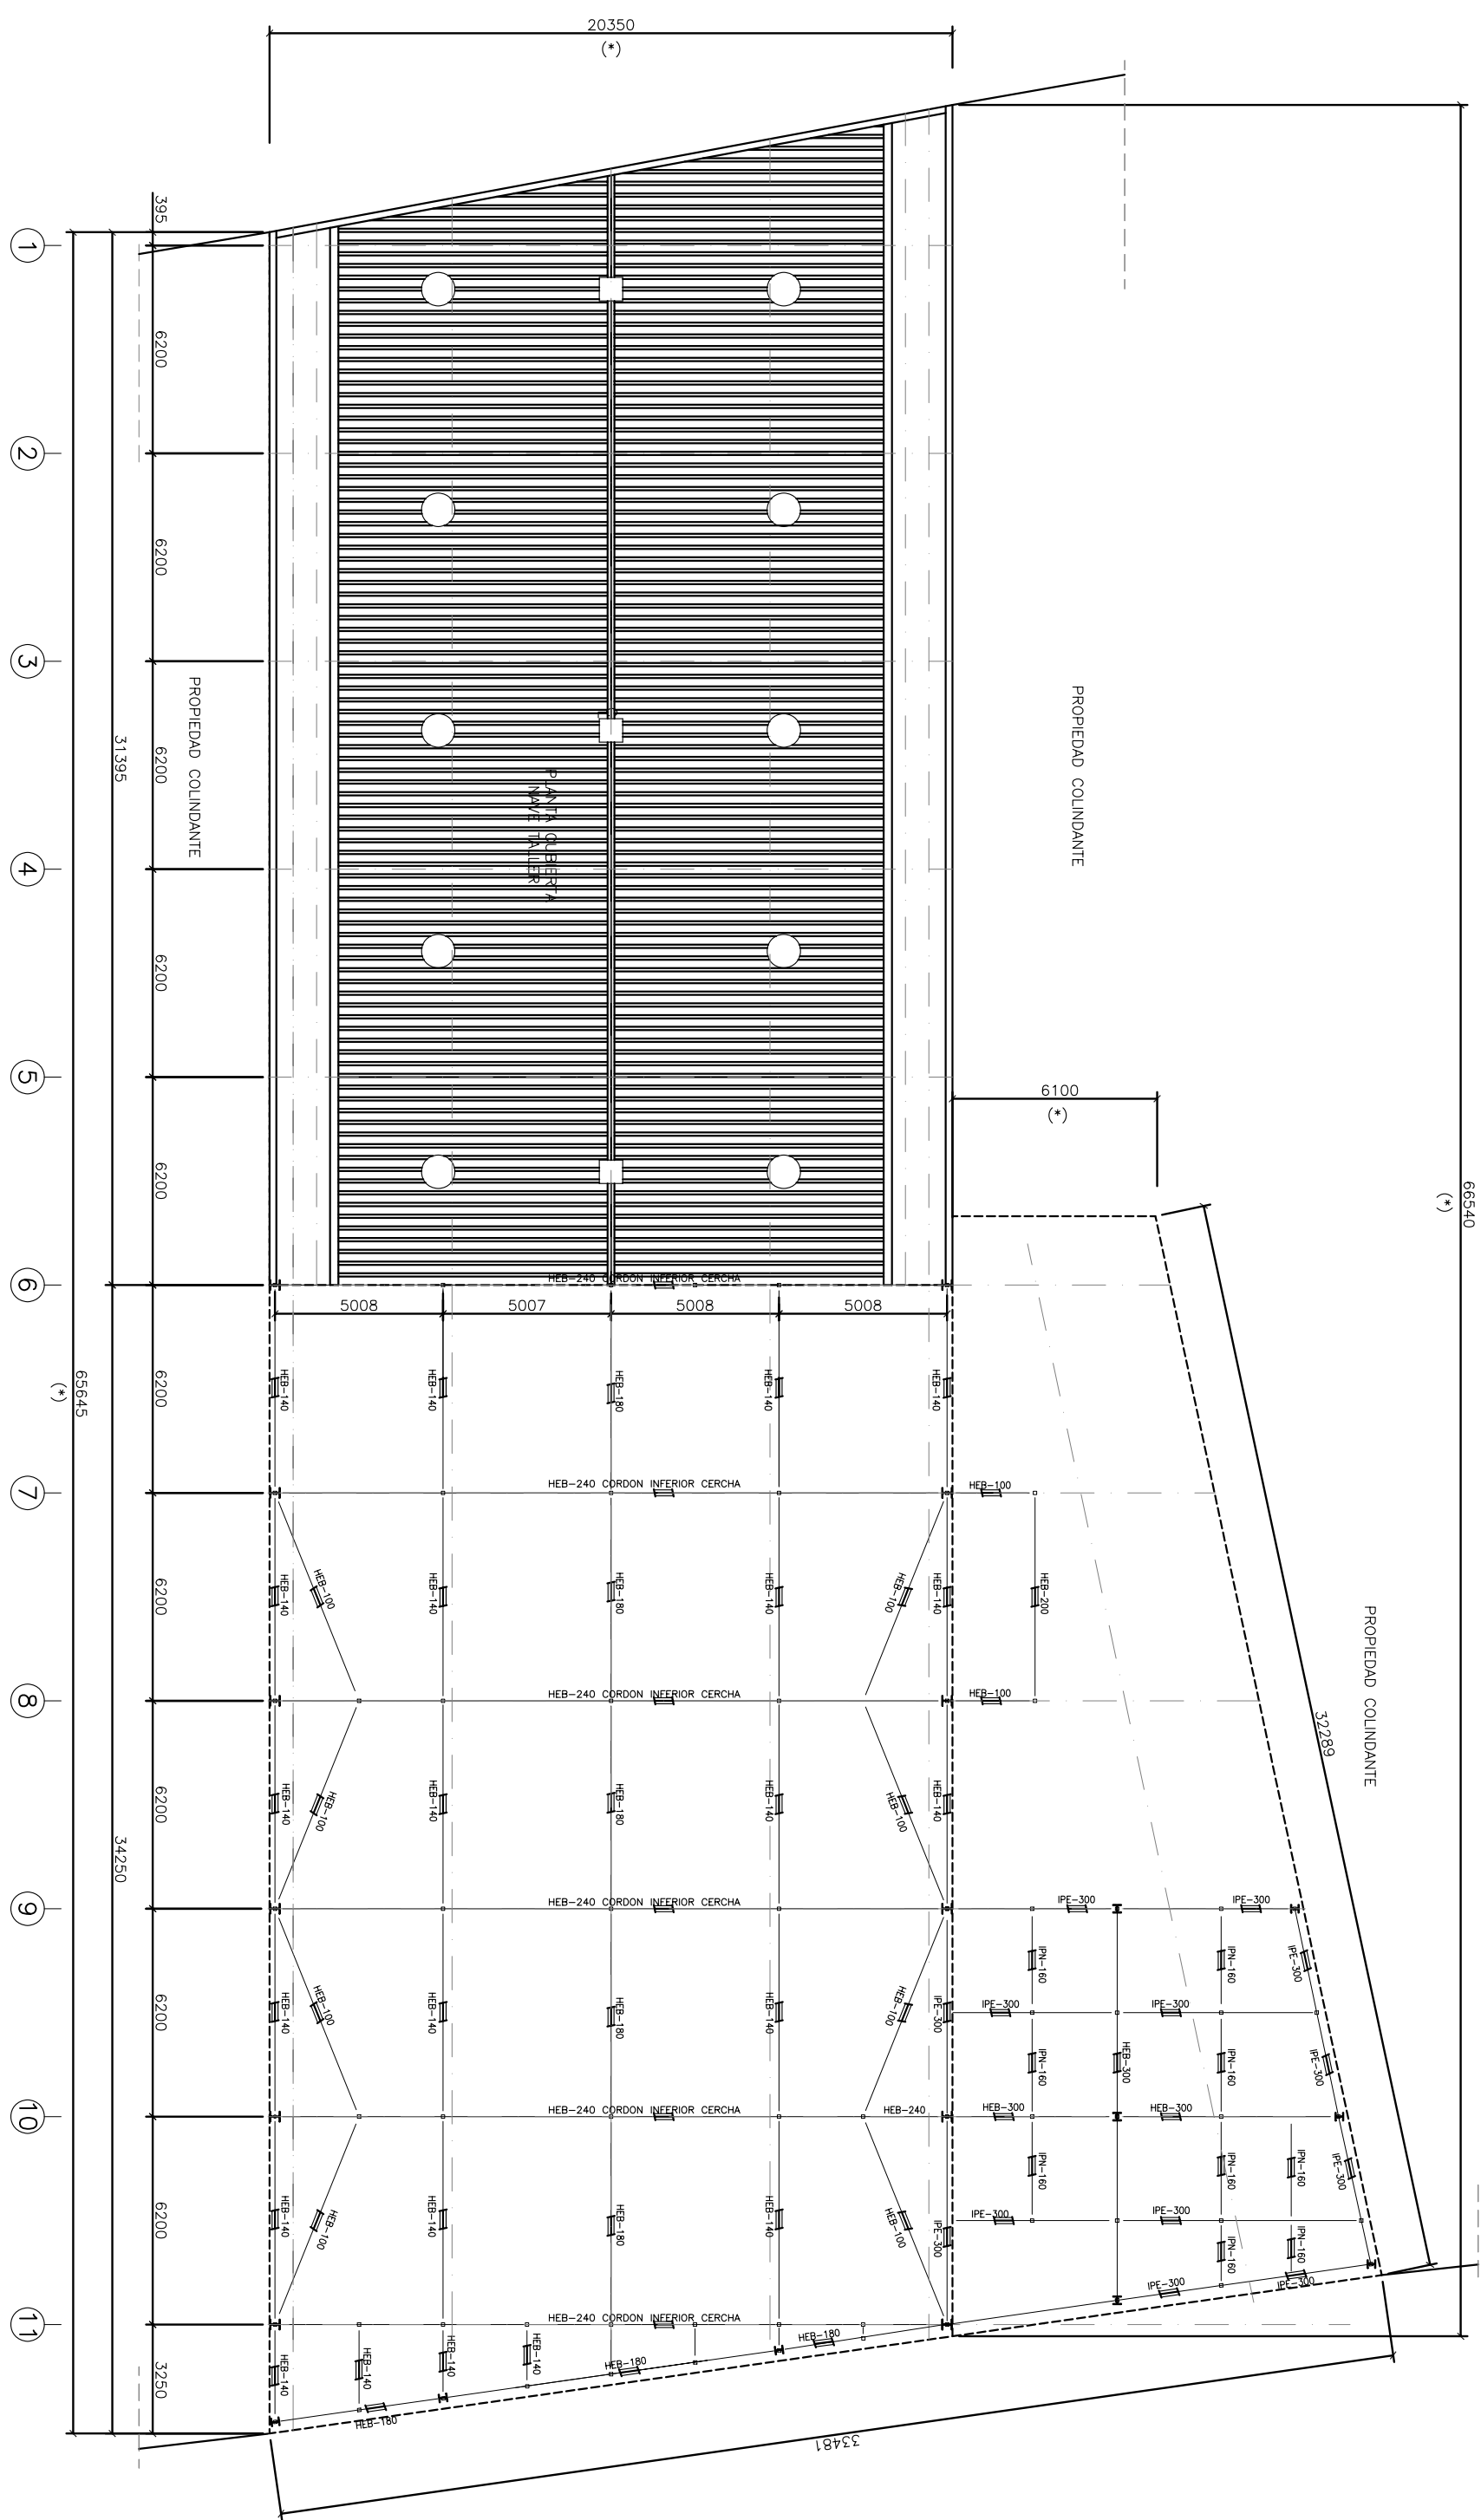 20350
(*)
395
1
6200
2
6200
3
PROPIEDAD COLINDANTE
PROPIEDAD COLINDANTE
31395
6200
PLANTA CUBIERTA
NAVE TALLER
4
6200
5
6100
(*)
6200
66540
(*)
6
HEB-240 CORDON INFERIOR CERCHA
5008
5007
5008
5008
65645
(*)
6200
HEB-140
HEB-140
HEB-180
HEB-140
HEB-140
7
HEB-240 CORDON INFERIOR CERCHA
HEB-100
6200
HEB-140
HEB-100
HEB-140
HEB-180
HEB-140
HEB-100
HEB-140
HEB-200
PROPIEDAD COLINDANTE
32289
8
HEB-240 CORDON INFERIOR CERCHA
HEB-100
34250
6200
HEB-140
HEB-100
HEB-140
HEB-180
HEB-140
HEB-100
HEB-140
9
HEB-240 CORDON INFERIOR CERCHA
IPE-300
IPE-300
IPN-160
IPN-160
IPE-300
6200
HEB-140
HEB-100
HEB-140
HEB-180
HEB-140
HEB-100
IPE-300
IPE-300
IPE-300
IPN-160
HEB-300
IPN-160
IPE-300
10
HEB-240 CORDON INFERIOR CERCHA
HEB-240
HEB-300
HEB-300
IPN-160
IPN-160
IPN-160
IPE-300
6200
HEB-140
HEB-100
HEB-140
HEB-180
HEB-140
HEB-100
IPE-300
IPE-300
IPE-300
IPN-160
IPN-160
IPE-300
IPE-300
11
HEB-240 CORDON INFERIOR CERCHA
3250
HEB-140
HEB-140
HEB-140
HEB-140
HEB-180
HEB-180
HEB-180
33481